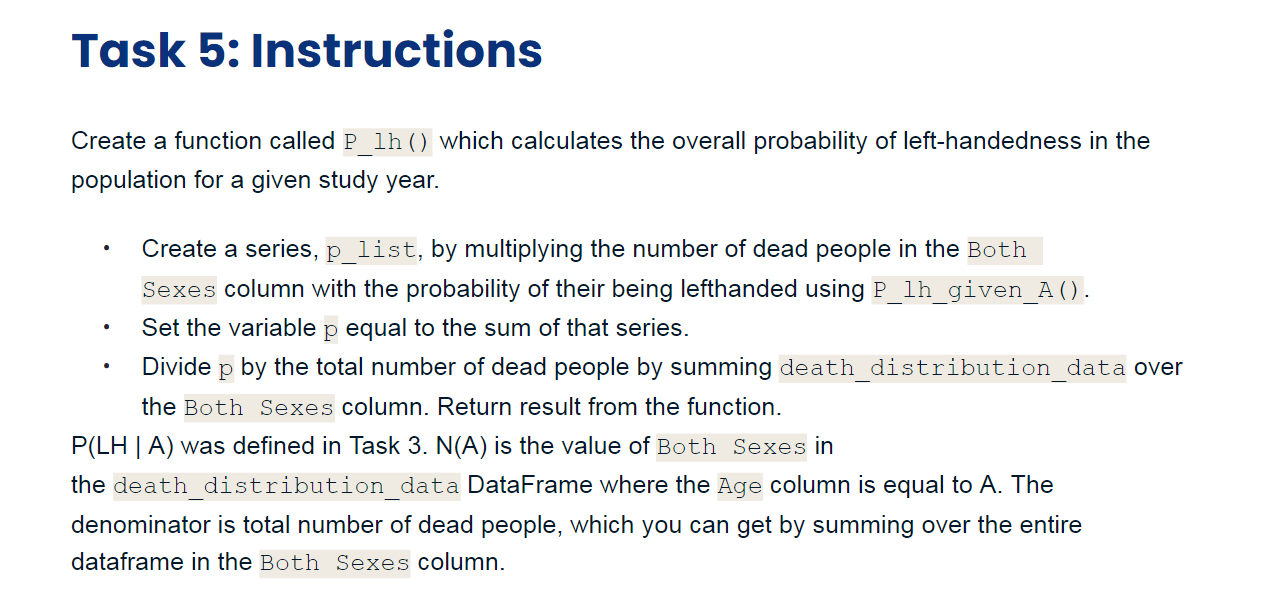 Task 5: Instructions
Create a function called P_lh() which calculates the overall probability of left-handedness in the
population for a given study year.
• Create a series, p_list, by multiplying the number of dead people in the Both
Sexes column with the probability of their being lefthanded using P_lh_given_A().
• Set the variable p equal to the sum of that series.
• Divide p by the total number of dead people by summing death_distribution_data over
the Both Sexes column. Return result from the function.
P(LH | A) was defined in Task 3. N(A) is the value of Both Sexes in
the death_distribution_data DataFrame where the Age column is equal to A. The
denominator is total number of dead people, which you can get by summing over the entire
dataframe in the Both Sexes column.